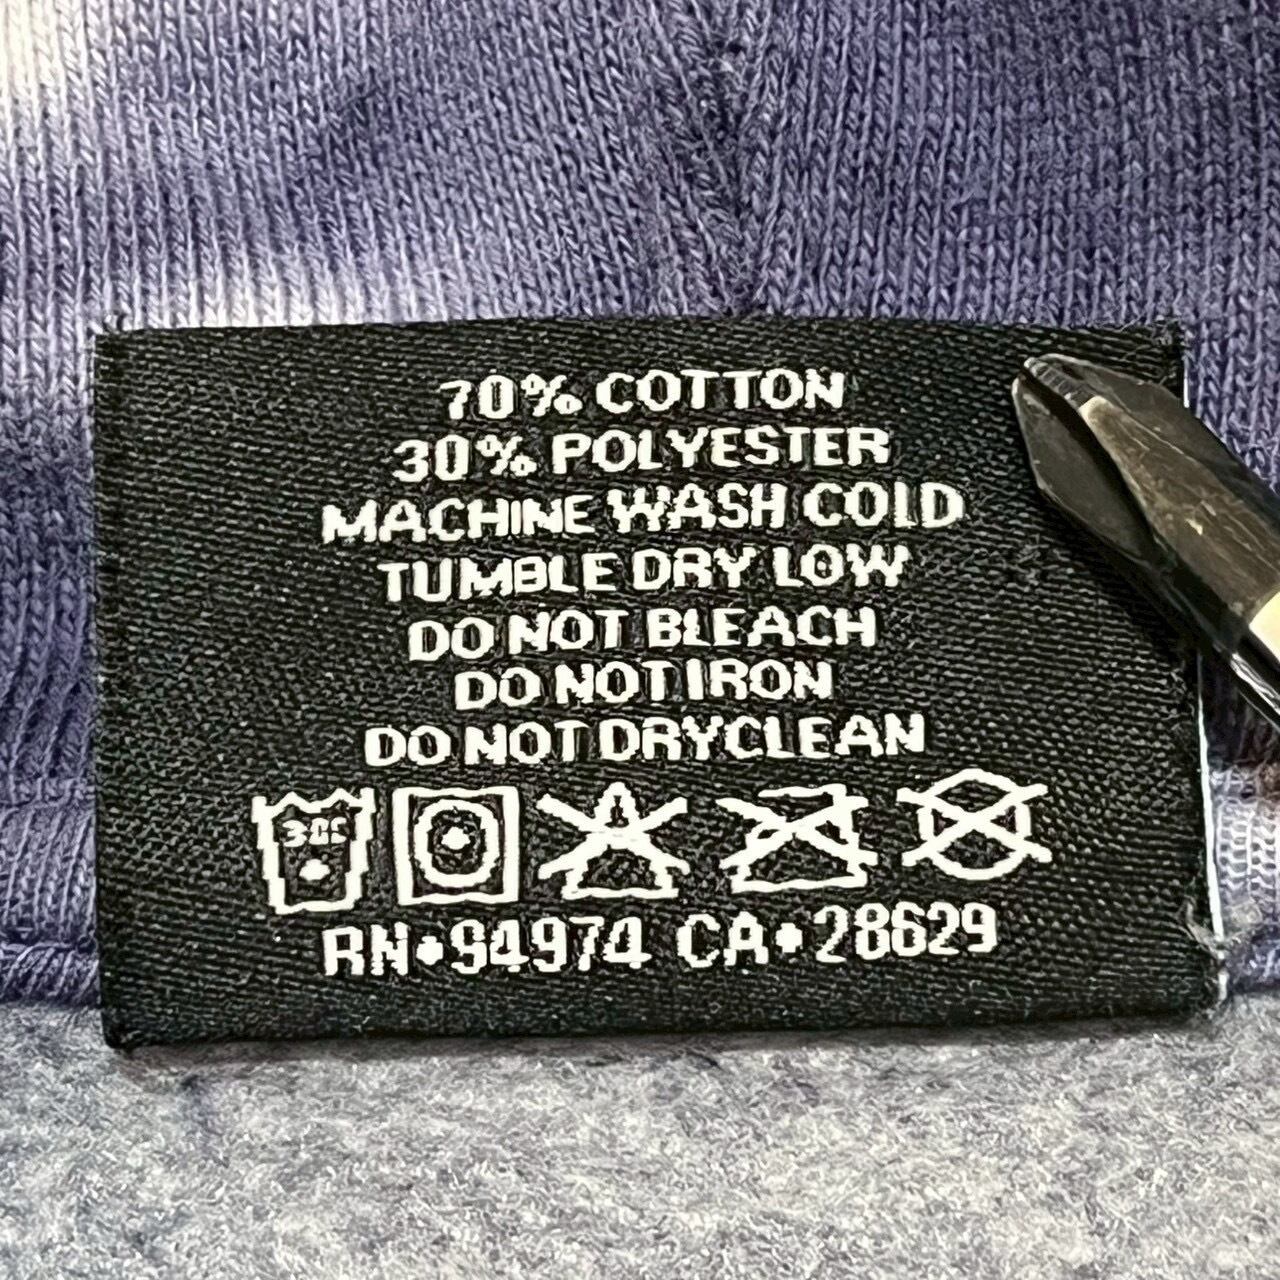 70% COTTON
30% POLYESTER
MACHINE WASH COLD
TUMBLE DRY LOW
DO NOT BLEACH
DO NOT IRON
DO NOT DRYCLEAN
RN•94974 CA•28629